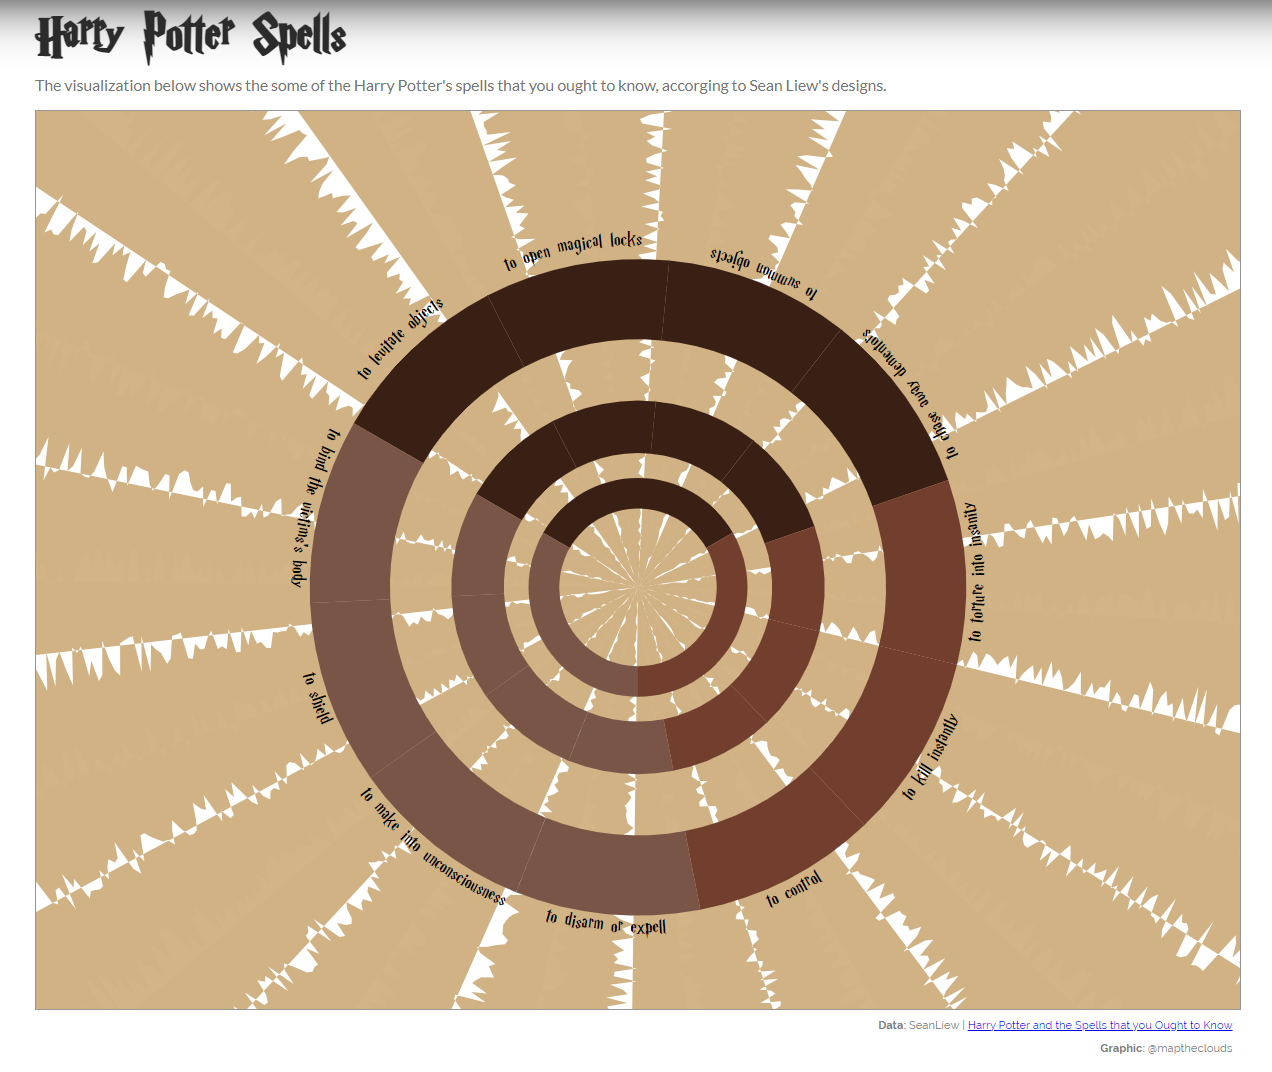 Harry Potter Spells
The visualization below shows the some of the Harry Potter's spells that you ought to know, accorging to Sean Liew's designs.
to open magical locks
to summon objects
to chase away dementors
to torture into insanity
to kill instantly
to control
to disarm or expell
to make into unconsciousness
to shield
to bind the victims's body
to levitate objects
Data: SeanLiew | Harry Potter and the Spells that you Ought to Know
Graphic: @maptheclouds